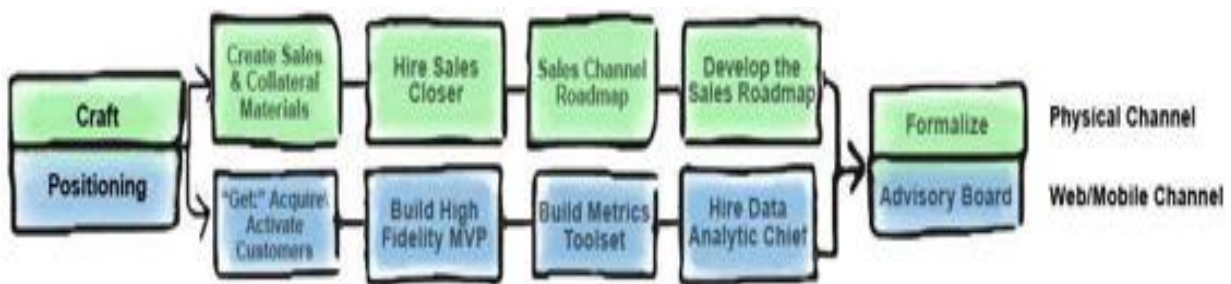 Craft
Positioning
Create Sales
& Collateral
Materials
Hire Sales
Closer
Sales Channel
Roadmap
Develop the
Sales Roadmap
"Get;" Acquire\
Activate
Customers
Build High
Fidelity MVP
Build Metrics
Toolset
Hire Data
Analytic Chief
Formalize
Advisory Board
Physical Channel
Web/Mobile Channel